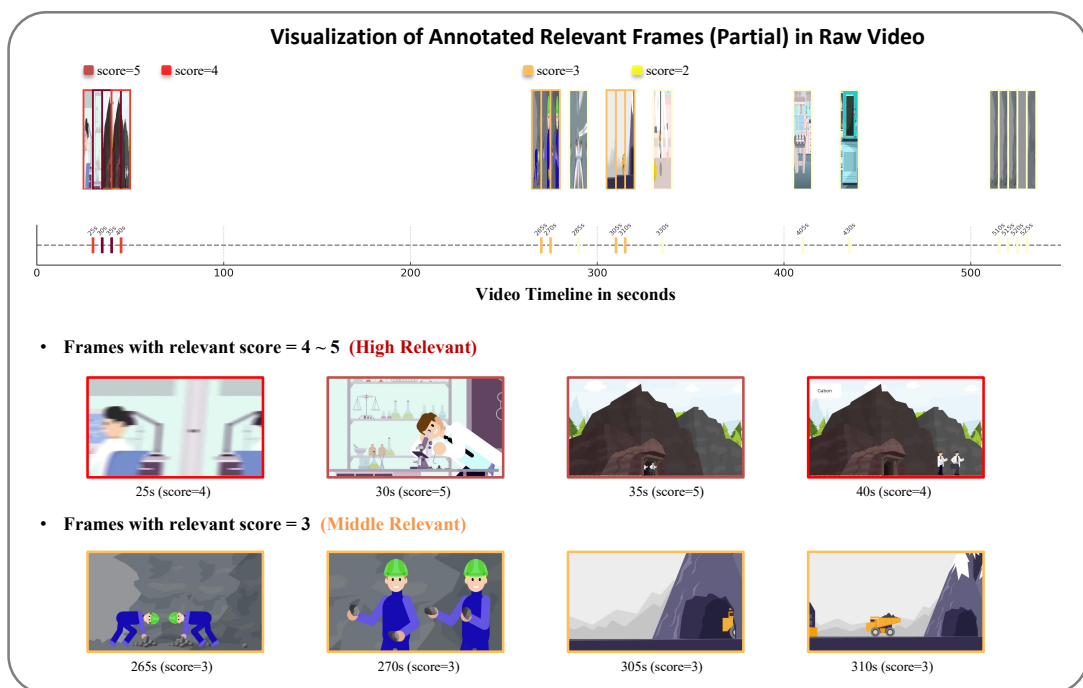 Visualization of Annotated Relevant Frames (Partial) in Raw Video
score=5 score=4 score=3 score=2
25s 30s 35s 40s 265s 270s 285s 305s 310s 330s 405s 430s 510s 515s 520s 525s
0 100 200 300 400 500
Video Timeline in seconds
• Frames with relevant score = 4 ~ 5 (High Relevant)
Gabon
25s (score=4) 30s (score=5) 35s (score=5) 40s (score=4)
• Frames with relevant score = 3 (Middle Relevant)
265s (score=3) 270s (score=3) 305s (score=3) 310s (score=3)